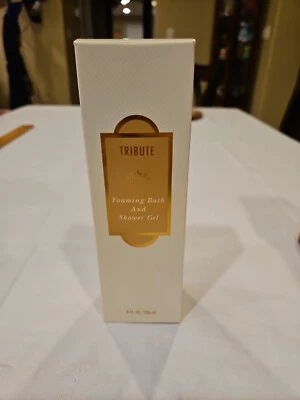 TRIBUTE
Foaming Bath
And
Shower Gel